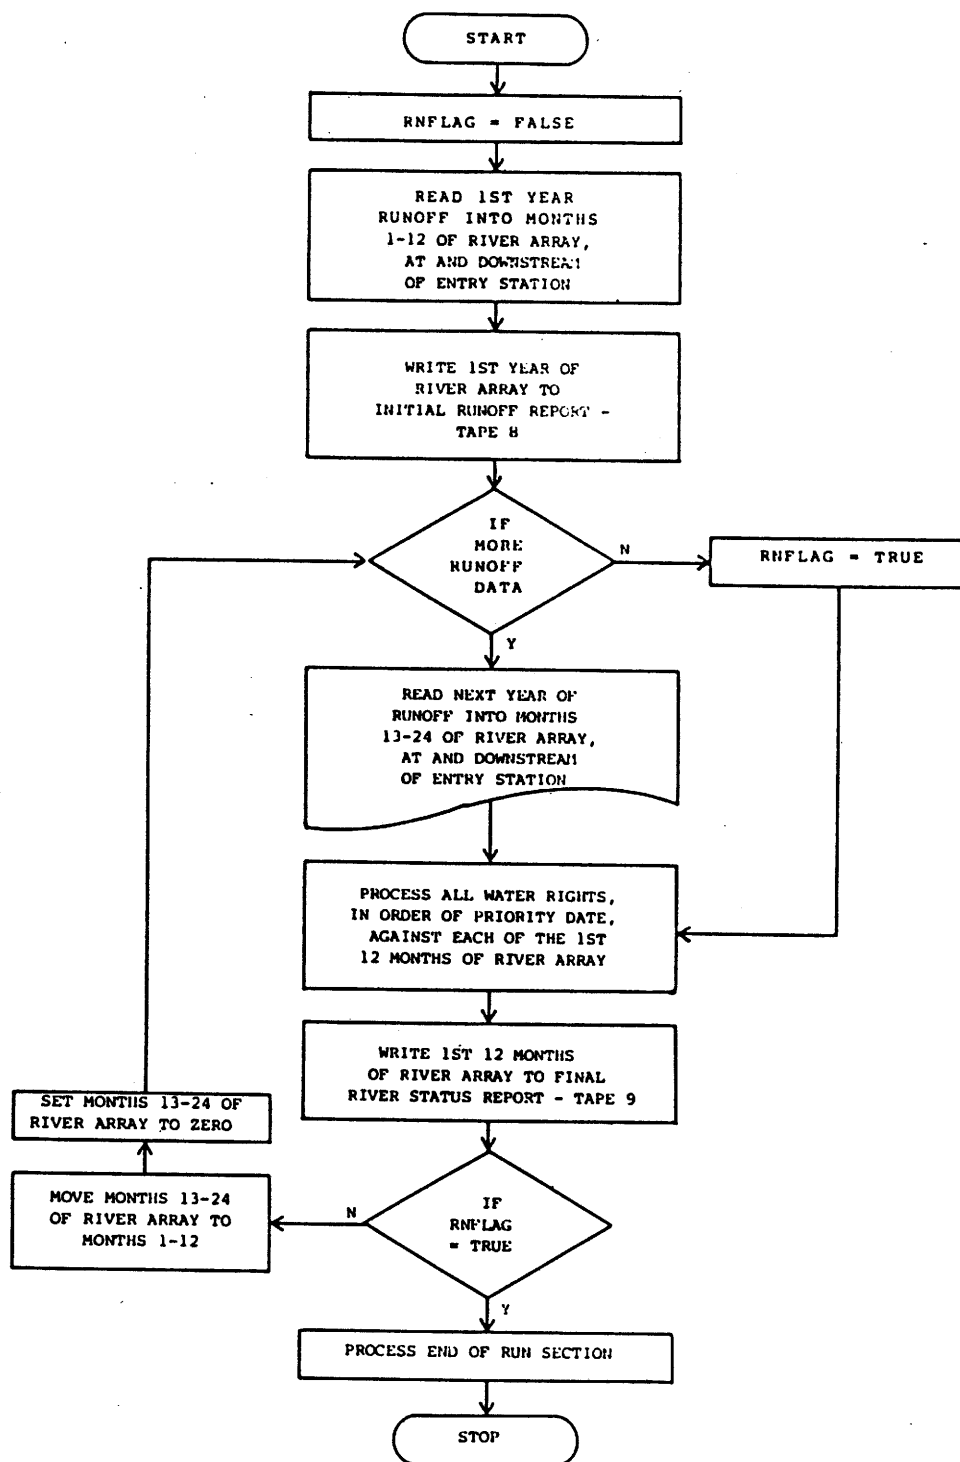 START
RNFLAG = FALSE
READ 1ST YEAR
RUNOFF INTO MONTHS
1-12 OF RIVER ARRAY,
AT AND DOWNSTREAM
OF ENTRY STATION
WRITE 1ST YEAR OF
RIVER ARRAY TO
INITIAL RUNOFF REPORT -
TAPE 8
IF
MORE
RUNOFF
DATA
N
RNFLAG = TRUE
Y
READ NEXT YEAR OF
RUNOFF INTO MONTHS
13-24 OF RIVER ARRAY,
AT AND DOWNSTREAM
OF ENTRY STATION
PROCESS ALL WATER RIGHTS,
IN ORDER OF PRIORITY DATE,
AGAINST EACH OF THE 1ST
12 MONTHS OF RIVER ARRAY
WRITE 1ST 12 MONTHS
OF RIVER ARRAY TO FINAL
RIVER STATUS REPORT - TAPE 9
SET MONTHS 13-24 OF
RIVER ARRAY TO ZERO
MOVE MONTHS 13-24
OF RIVER ARRAY TO
MONTHS 1-12
N
IF
RNFLAG
= TRUE
Y
PROCESS END OF RUN SECTION
STOP